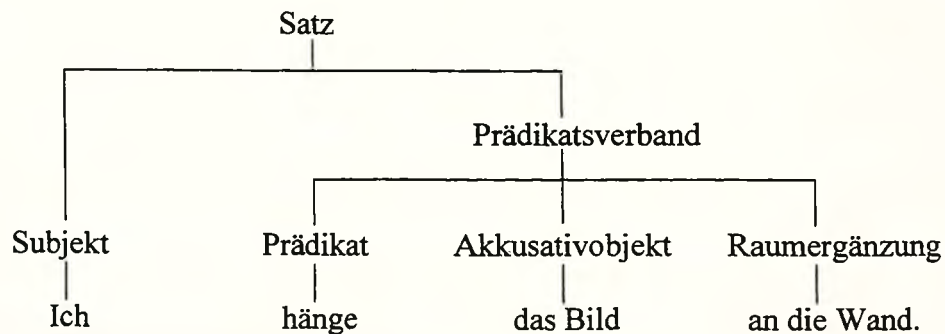 Satz
Prädikatsverband
Subjekt Prädikat Akkusativobjekt Raumergänzung
Ich hänge das Bild an die Wand.